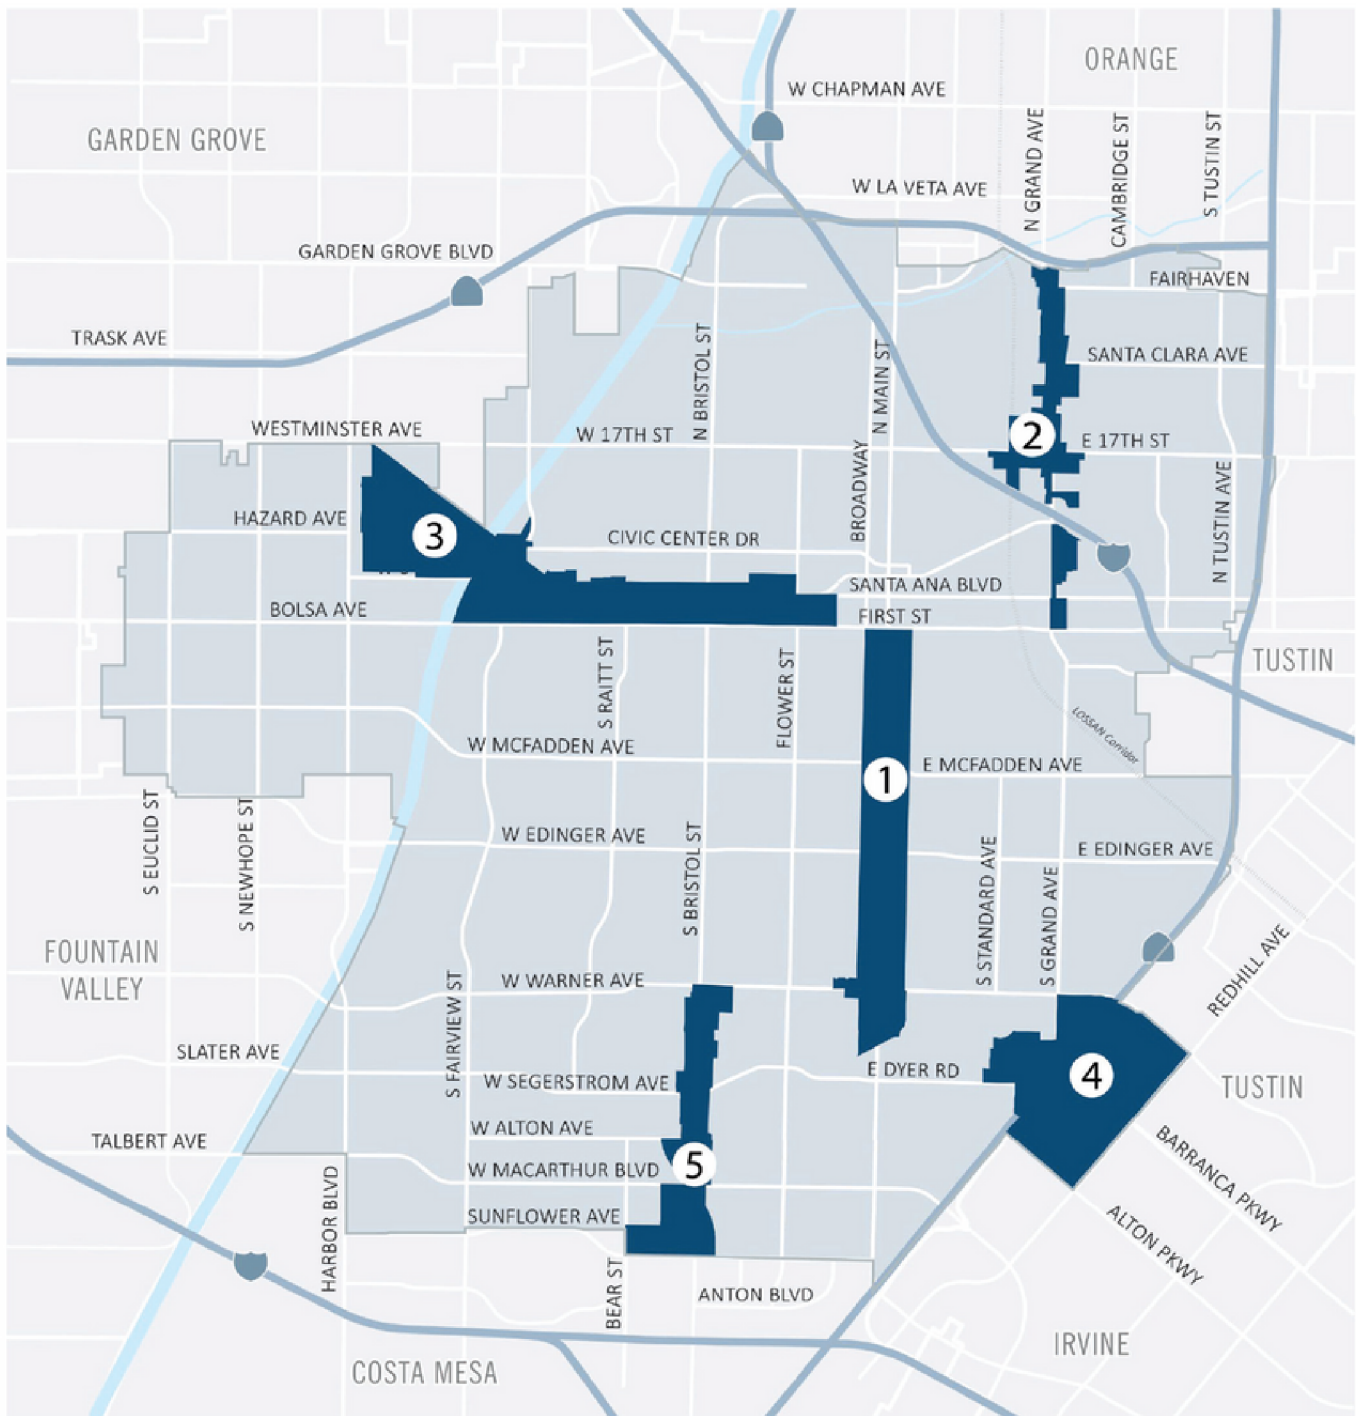 ORANGE
W CHAPMAN AVE
GARDEN GROVE
N GRAND AVE
CAMBRIDGE ST
S TUSTIN ST
W LA VETA AVE
GARDEN GROVE BLVD
FAIRHAVEN
TRASK AVE
N BRISTOL ST
N MAIN ST
SANTA CLARA AVE
WESTMINSTER AVE
W 17TH ST
2
E 17TH ST
BROADWAY
N TUSTIN AVE
HAZARD AVE
3
CIVIC CENTER DR
SANTA ANA BLVD
BOLSA AVE
FIRST ST
TUSTIN
S RAITT ST
FLOWER ST
LOSSAN Corridor
W MCFADDEN AVE
E MCFADDEN AVE
1
S EUCLID ST
S NEWHOPE ST
W EDINGER AVE
S BRISTOL ST
S STANDARD AVE
E EDINGER AVE
S GRAND AVE
FOUNTAIN
VALLEY
W WARNER AVE
REDHILL AVE
S FAIRVIEW ST
SLATER AVE
W SEGERSTROM AVE
E DYER RD
4
TUSTIN
TALBERT AVE
W ALTON AVE
W MACARTHUR BLVD
5
BARRANCA PKWY
HARBOR BLVD
SUNFLOWER AVE
ALTON PKWY
BEAR ST
ANTON BLVD
IRVINE
COSTA MESA